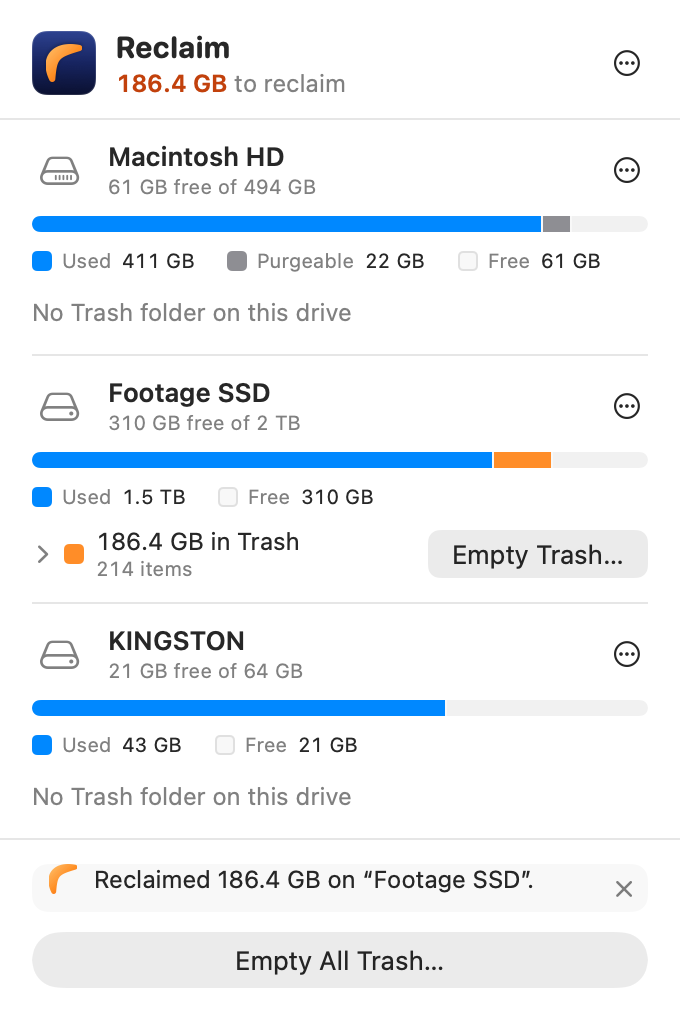 Reclaim
186.4 GB to reclaim
Macintosh HD
61 GB free of 494 GB
Used 411 GB Purgeable 22 GB Free 61 GB
No Trash folder on this drive
Footage SSD
310 GB free of 2 TB
Used 1.5 TB Free 310 GB
186.4 GB in Trash
214 items
Empty Trash...
KINGSTON
21 GB free of 64 GB
Used 43 GB Free 21 GB
No Trash folder on this drive
Reclaimed 186.4 GB on “Footage SSD”.
Empty All Trash...